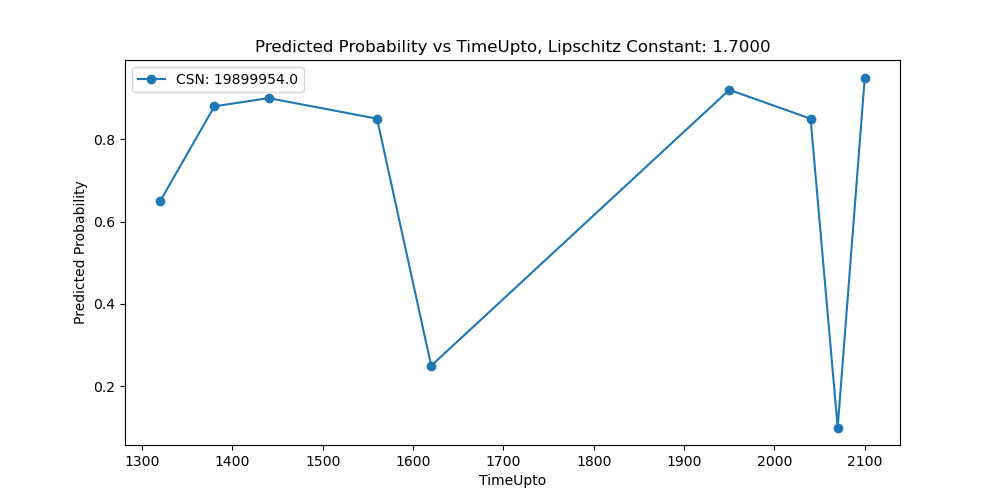 Predicted Probability vs TimeUpto, Lipschitz Constant: 1.7000
CSN: 19899954.0
Predicted Probability
0.8
0.6
0.4
0.2
1300 1400 1500 1600 1700 1800 1900 2000 2100
TimeUpto